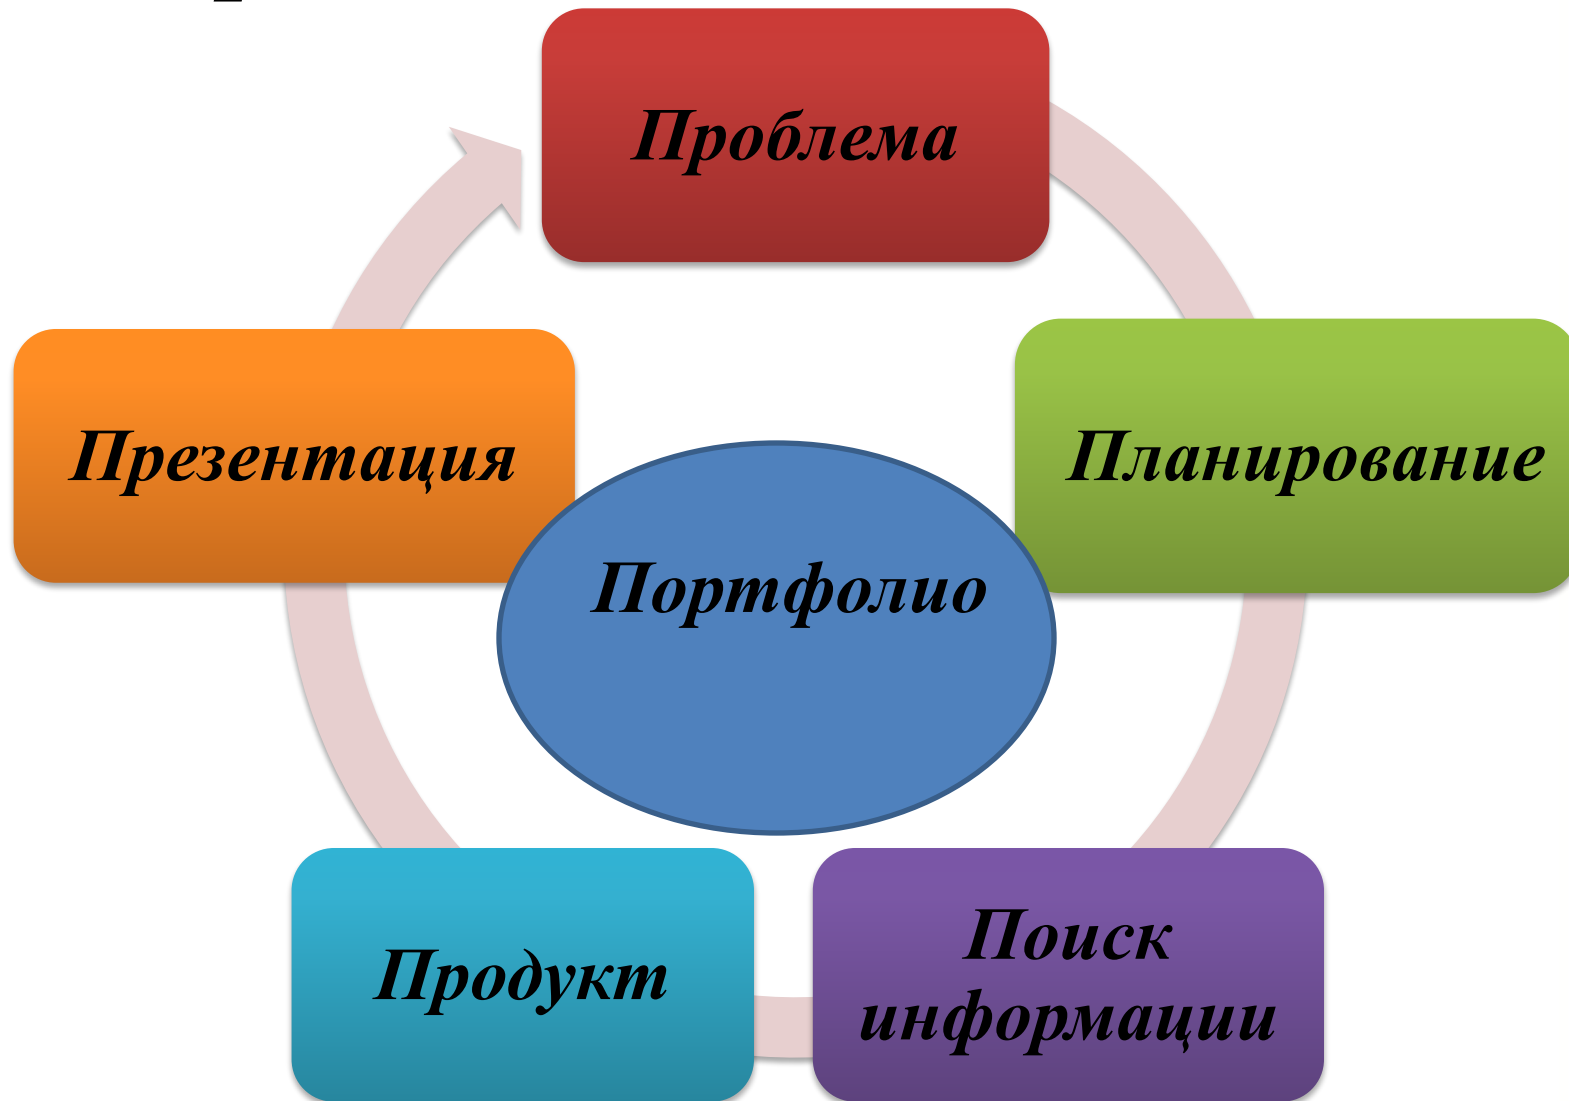 Проблема
Презентация
Планирование
Портфолио
Продукт
Поиск
информации